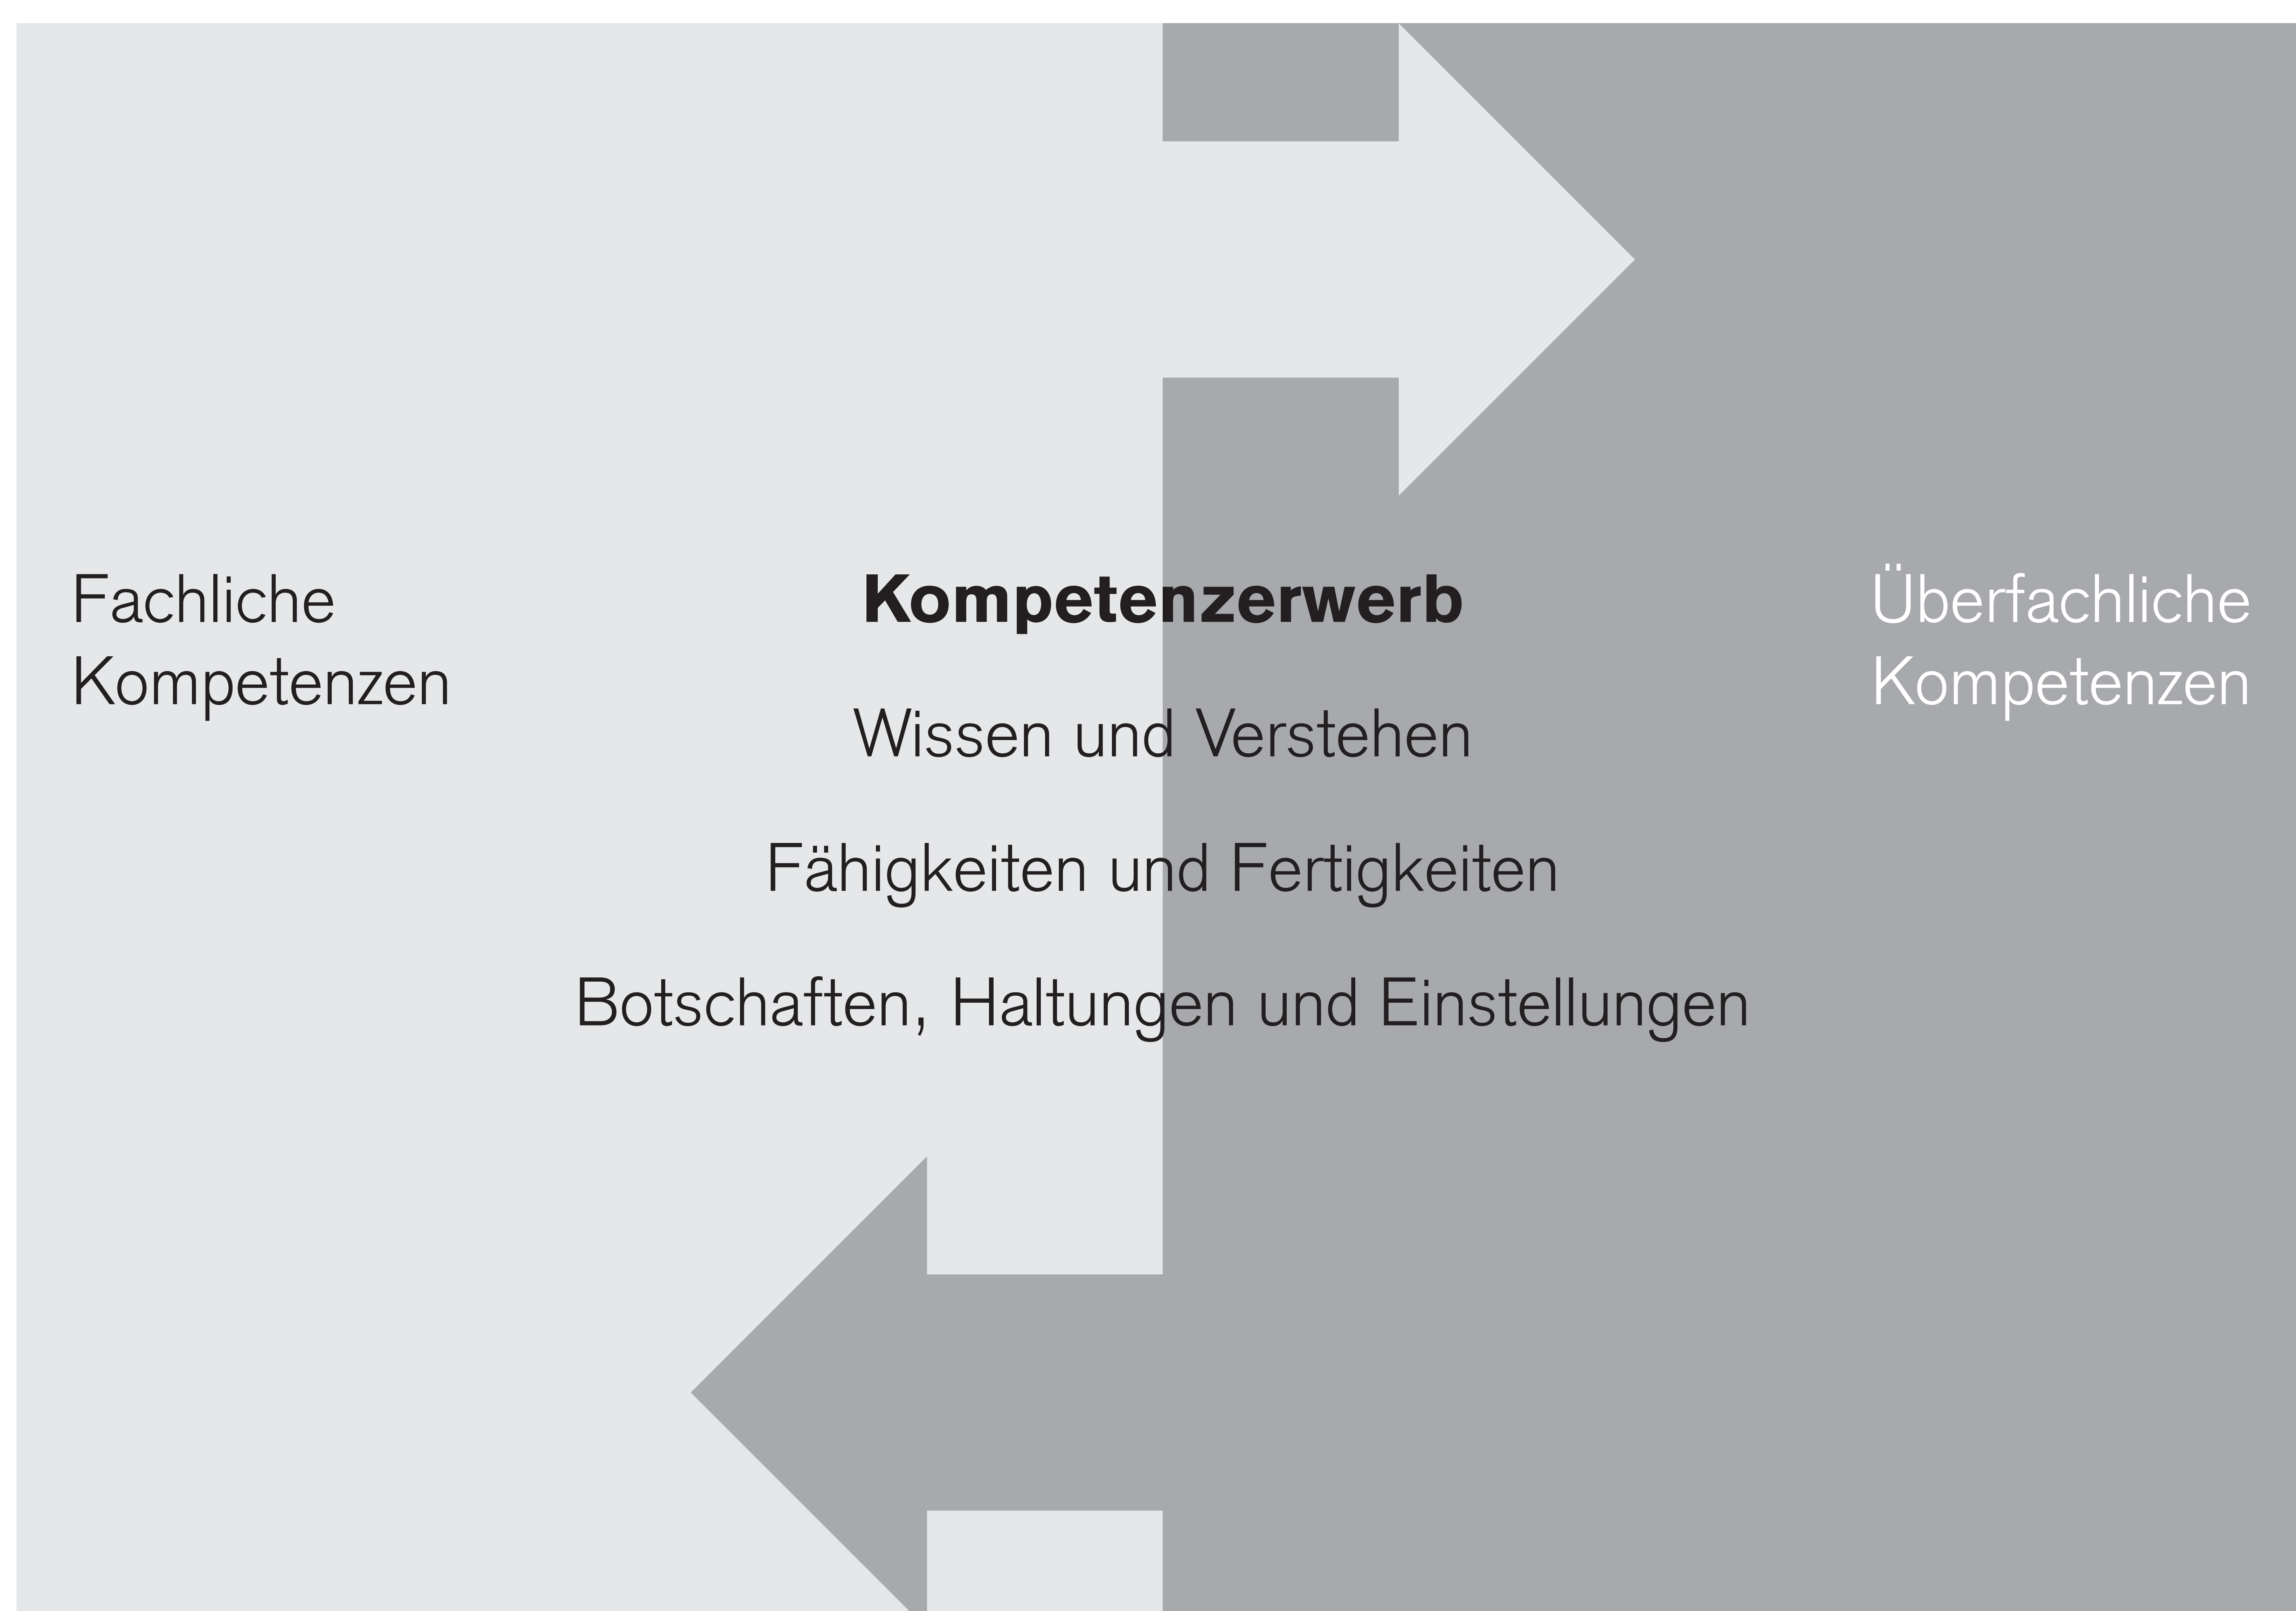 Fachliche
Kompetenzen
Kompetenzerwerb
Wissen und Verstehen
Fähigkeiten und Fertigkeiten
Botschaften, Haltungen und Einstellungen
Überfachliche
Kompetenzen